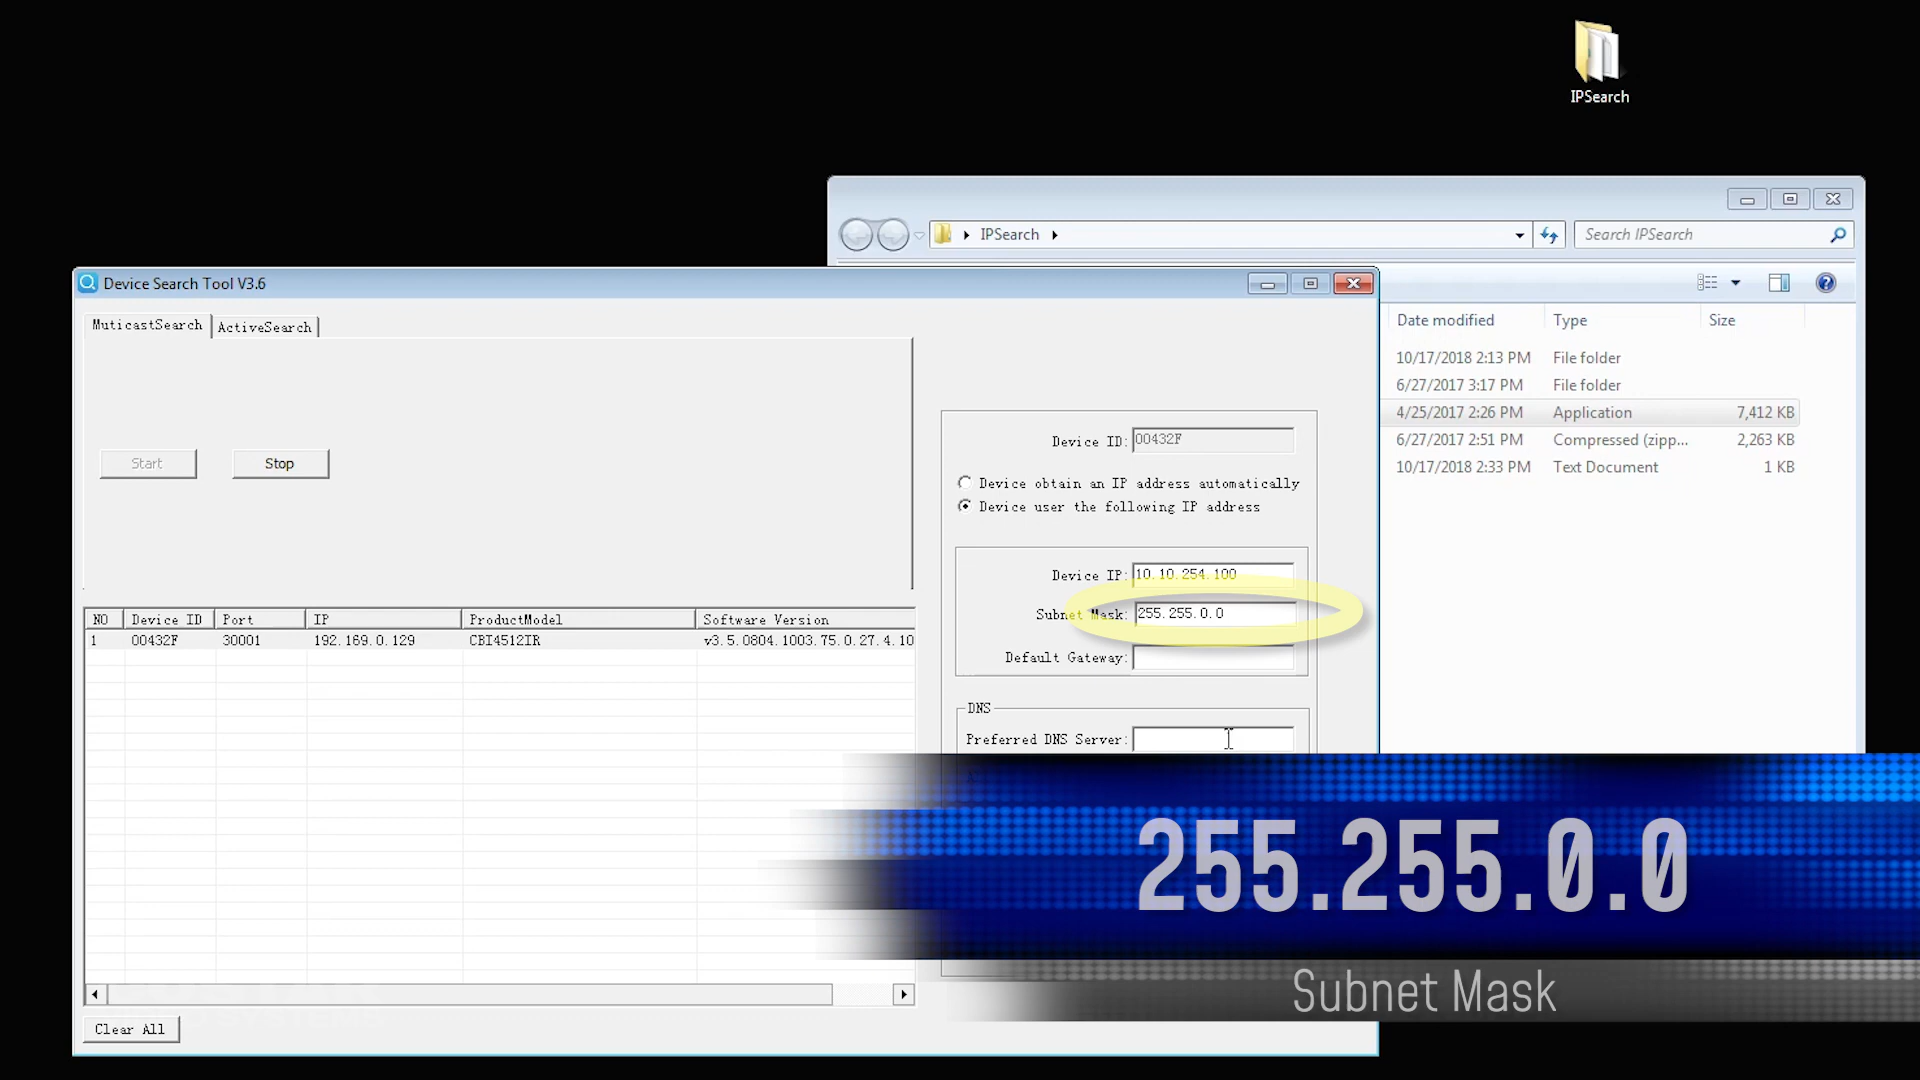 IPSearch
IPSearch
Search IPSearch
Device Search Tool V3.6
MuticastSearch
ActiveSearch
Start
Stop
Date modified Type Size
10/17/2018 2:13 PM File folder
6/27/2017 3:17 PM File folder
4/25/2017 2:26 PM Application 7,412 KB
6/27/2017 2:51 PM Compressed (zipp... 2,263 KB
10/17/2018 2:33 PM Text Document 1 KB
Device ID: 00432F
Device obtain an IP address automatically
Device user the following IP address
Device IP: 10.10.254.100
Subnet Mask: 255.255.0.0
Default Gateway:
DNS
Preferred DNS Server:
NO Device ID Port IP ProductModel Software Version
1 00432F 30001 192.169.0.129 CBI4512IR v3.5.0804.1003.75.0.27.4.10
Clear All
255.255.0.0
Subnet Mask